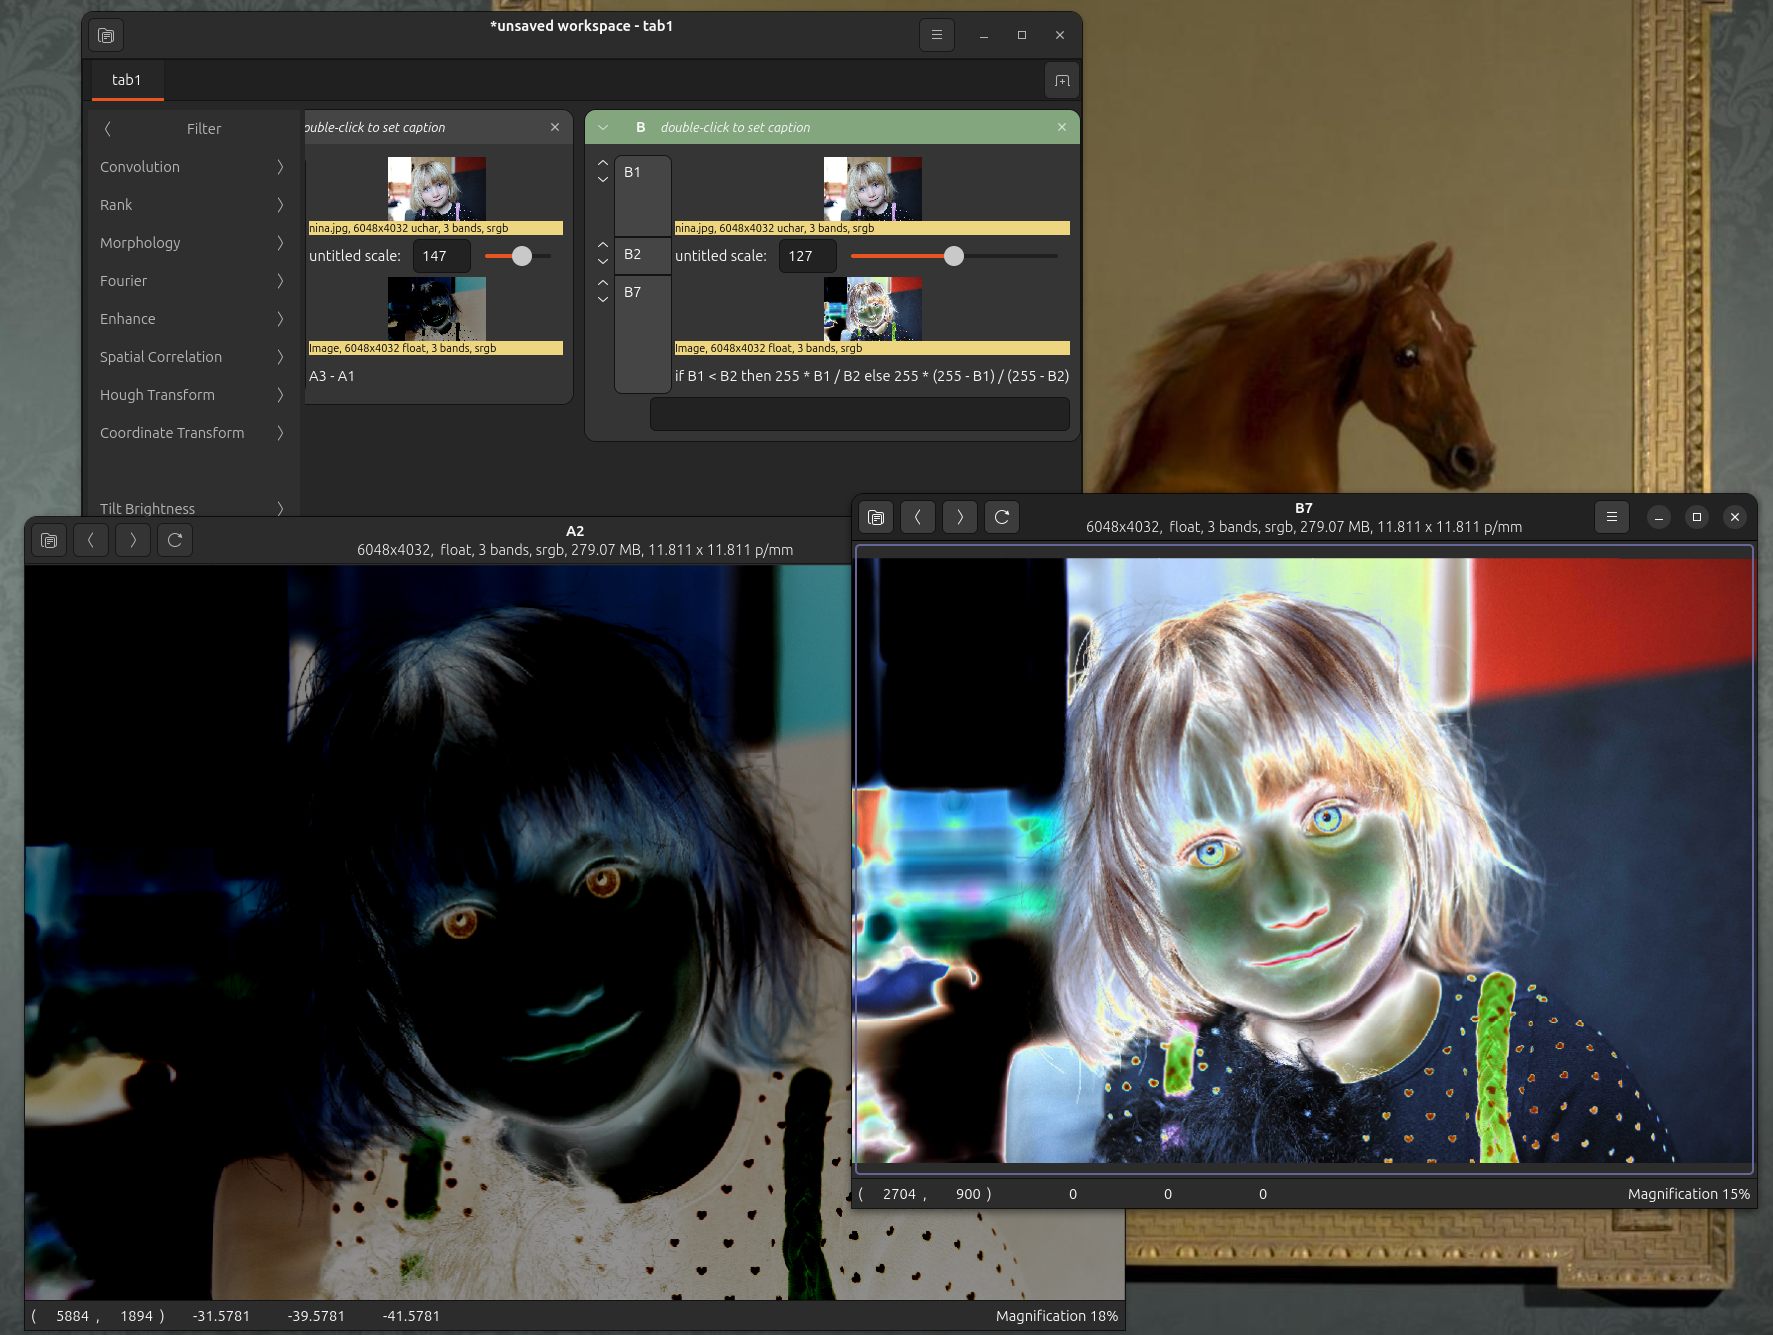 *unsaved workspace - tab1
tab1
Filter
Convolution
Rank
Morphology
Fourier
Enhance
Spatial Correlation
Hough Transform
Coordinate Transform
Tilt Brightness
ouble-click to set caption
nina.jpg, 6048x4032 uchar, 3 bands, srgb
untitled scale: 147
Image, 6048x4032 float, 3 bands, srgb
A3 - A1
B double-click to set caption
B1
nina.jpg, 6048x4032 uchar, 3 bands, srgb
B2 untitled scale: 127
B7
Image, 6048x4032 float, 3 bands, srgb
if B1 < B2 then 255 * B1 / B2 else 255 * (255 - B1) / (255 - B2)
A2
6048x4032, float, 3 bands, srgb, 279.07 MB, 11.811 x 11.811 p/mm
( 5884 , 1894 ) -31.5781 -39.5781 -41.5781 Magnification 18%
B7
6048x4032, float, 3 bands, srgb, 279.07 MB, 11.811 x 11.811 p/mm
( 2704 , 900 ) 0 0 0 Magnification 15%